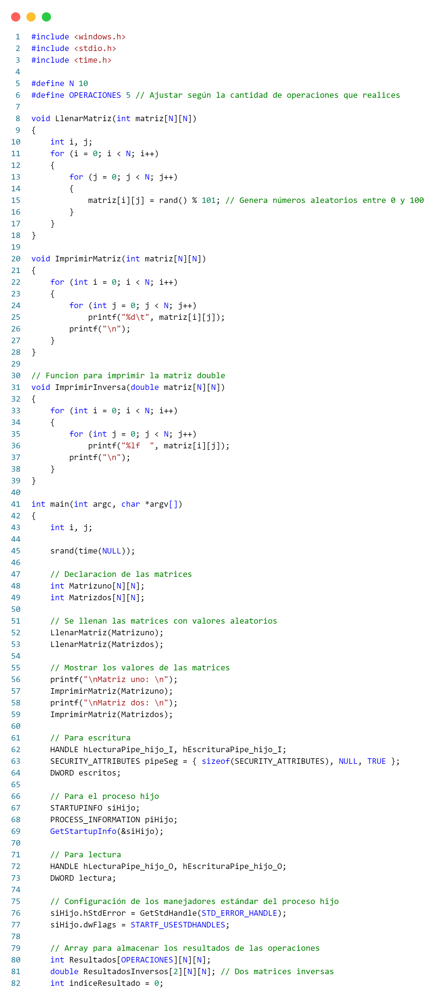 1 #include <windows.h>
2 #include <stdio.h>
3 #include <time.h>
4
5 #define N 10
6 #define OPERACIONES 5 // Ajustar según la cantidad de operaciones que realices
7
8 void LlenarMatriz(int matriz[N][N])
9 {
10     int i, j;
11     for (i = 0; i < N; i++)
12     {
13         for (j = 0; j < N; j++)
14         {
15             matriz[i][j] = rand() % 101; // Genera números aleatorios entre 0 y 100
16         }
17     }
18 }
19
20 void ImprimirMatriz(int matriz[N][N])
21 {
22     for (int i = 0; i < N; i++)
23     {
24         for (int j = 0; j < N; j++)
25             printf("%d\t", matriz[i][j]);
26         printf("\n");
27     }
28 }
29
30 // Funcion para imprimir la matriz double
31 void ImprimirInversa(double matriz[N][N])
32 {
33     for (int i = 0; i < N; i++)
34     {
35         for (int j = 0; j < N; j++)
36             printf("%lf  ", matriz[i][j]);
37         printf("\n");
38     }
39 }
40
41 int main(int argc, char *argv[])
42 {
43     int i, j;
44
45     srand(time(NULL));
46
47     // Declaracion de las matrices
48     int Matrizuno[N][N];
49     int Matrizdos[N][N];
50
51     // Se llenan las matrices con valores aleatorios
52     LlenarMatriz(Matrizuno);
53     LlenarMatriz(Matrizdos);
54
55     // Mostrar los valores de las matrices
56     printf("\nMatriz uno: \n");
57     ImprimirMatriz(Matrizuno);
58     printf("\nMatriz dos: \n");
59     ImprimirMatriz(Matrizdos);
60
61     // Para escritura
62     HANDLE hLecturaPipe_hijo_I, hEscrituraPipe_hijo_I;
63     SECURITY_ATTRIBUTES pipeSeg = { sizeof(SECURITY_ATTRIBUTES), NULL, TRUE };
64     DWORD escritos;
65
66     // Para el proceso hijo
67     STARTUPINFO siHijo;
68     PROCESS_INFORMATION piHijo;
69     GetStartupInfo(&siHijo);
70
71     // Para lectura
72     HANDLE hLecturaPipe_hijo_O, hEscrituraPipe_hijo_O;
73     DWORD lectura;
74
75     // Configuración de los manejadores estándar del proceso hijo
76     siHijo.hStdError = GetStdHandle(STD_ERROR_HANDLE);
77     siHijo.dwFlags = STARTF_USESTDHANDLES;
78
79     // Array para almacenar los resultados de las operaciones
80     int Resultados[OPERACIONES][N][N];
81     double ResultadosInversos[2][N][N]; // Dos matrices inversas
82     int indiceResultado = 0;